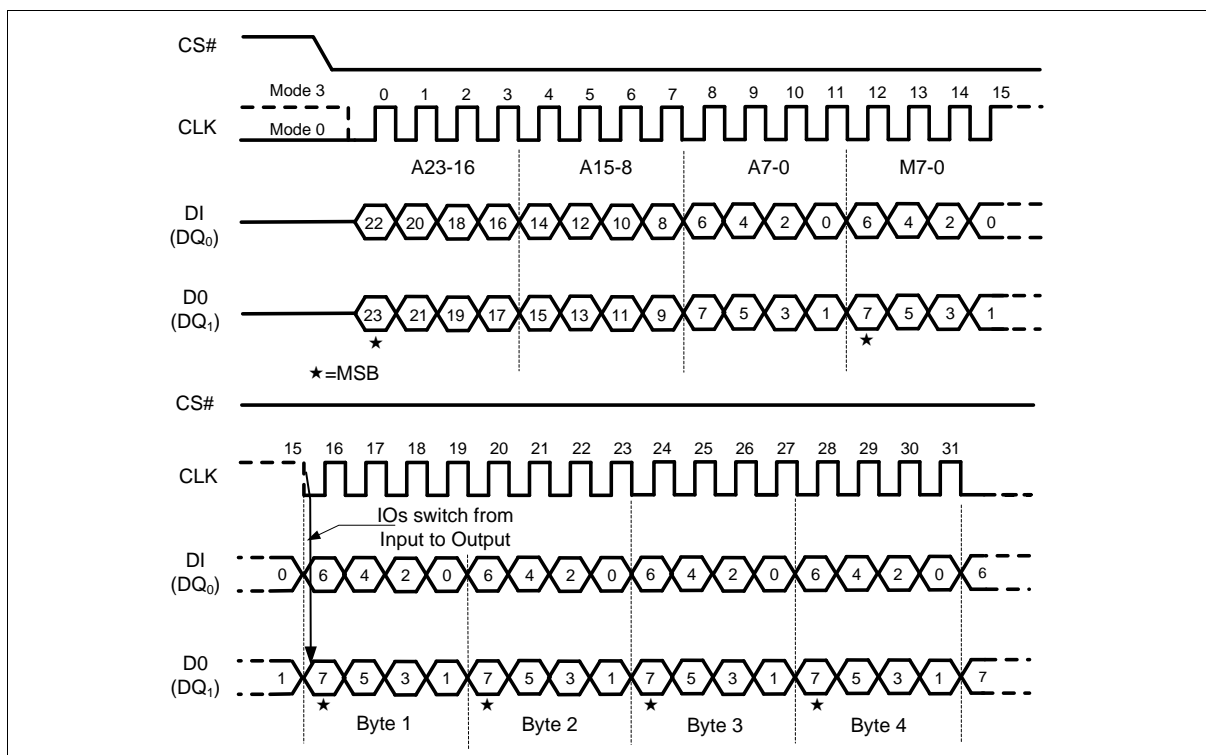 CS#
Mode 3
0 1 2 3 4 5 6 7 8 9 10 11 12 13 14 15
CLK
Mode 0
A23-16 A15-8 A7-0 M7-0
DI
(DQ0)
22 20 18 16 14 12 10 8 6 4 2 0 6 4 2 0
D0
(DQ1)
23 21 19 17 15 13 11 9 7 5 3 1 7 5 3 1
★ ★
★=MSB
CS#
15 16 17 18 19 20 21 22 23 24 25 26 27 28 29 30 31
CLK
IOs switch from
Input to Output
DI
(DQ0)
0 6 4 2 0 6 4 2 0 6 4 2 0 6 4 2 0 6
D0
(DQ1)
1 7 5 3 1 7 5 3 1 7 5 3 1 7 5 3 1 7
★ ★ ★ ★
Byte 1 Byte 2 Byte 3 Byte 4